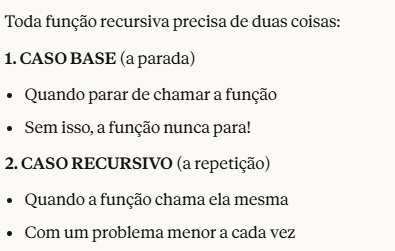 Toda função recursiva precisa de duas coisas:
1. CASO BASE (a parada)
• Quando parar de chamar a função
• Sem isso, a função nunca para!
2. CASO RECURSIVO (a repetição)
• Quando a função chama ela mesma
• Com um problema menor a cada vez